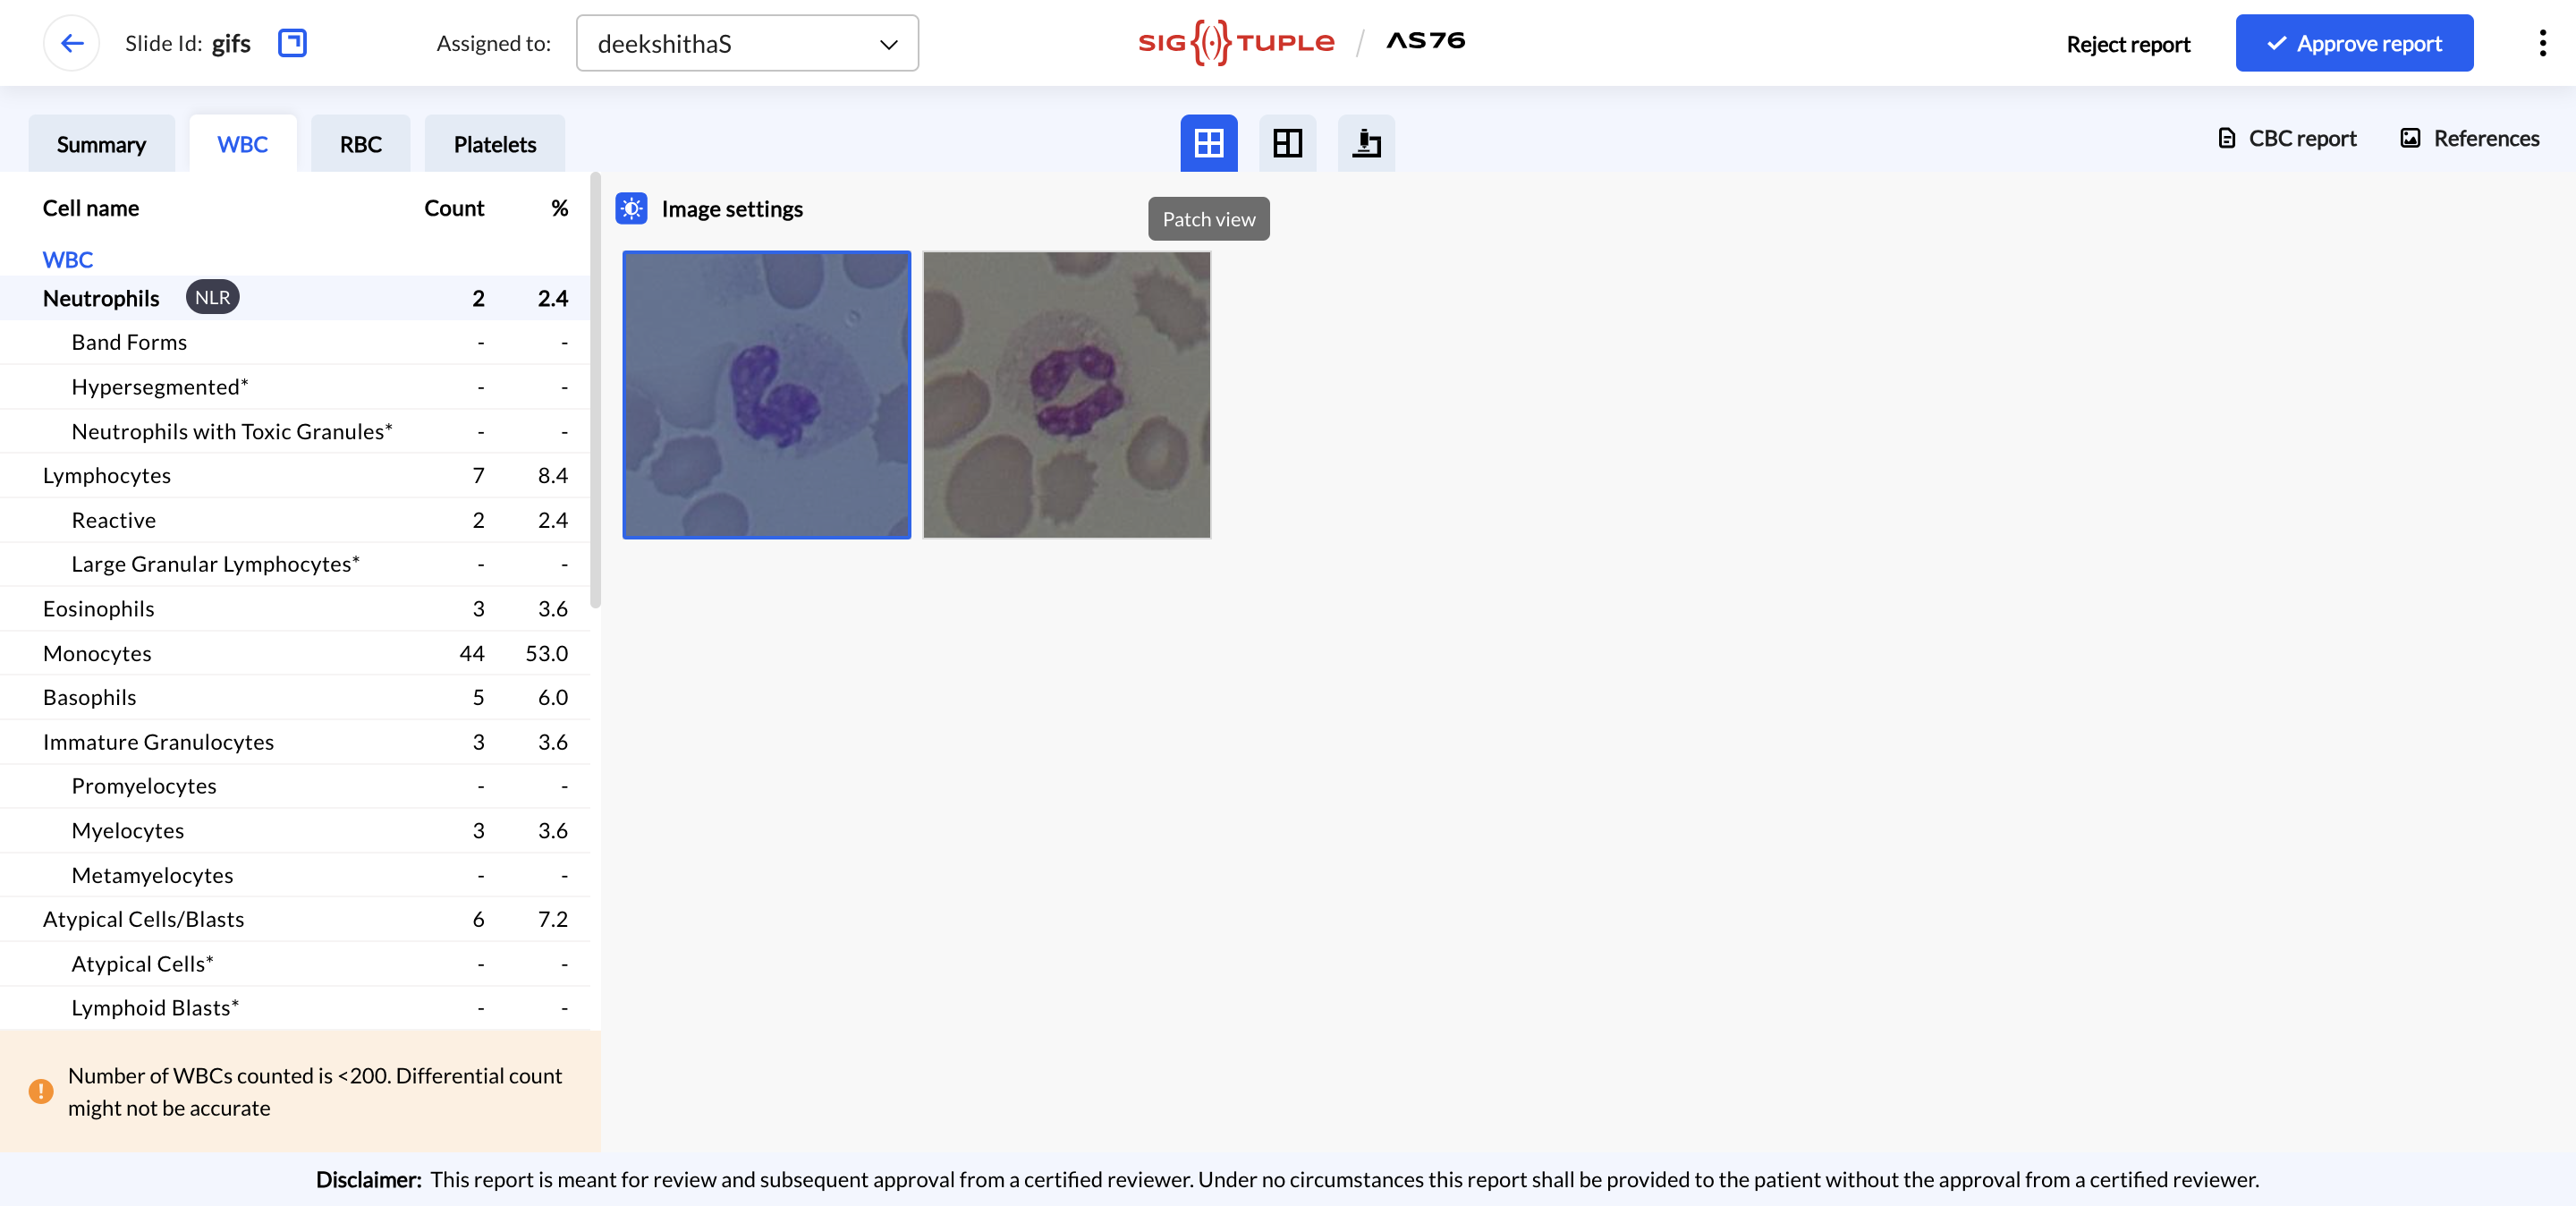 Slide Id: gifs Assigned to: deekshithaS SIG{(·)}TUPLE / AS76 Reject report Approve report
Summary WBC RBC Platelets CBC report References
Cell name Count %
Image settings
Patch view
WBC
Neutrophils NLR 2 2.4
Band Forms - -
Hypersegmented* - -
Neutrophils with Toxic Granules* - -
Lymphocytes 7 8.4
Reactive 2 2.4
Large Granular Lymphocytes* - -
Eosinophils 3 3.6
Monocytes 44 53.0
Basophils 5 6.0
Immature Granulocytes 3 3.6
Promyelocytes - -
Myelocytes 3 3.6
Metamyelocytes - -
Atypical Cells/Blasts 6 7.2
Atypical Cells* - -
Lymphoid Blasts* - -
Number of WBCs counted is <200. Differential count
might not be accurate
Disclaimer: This report is meant for review and subsequent approval from a certified reviewer. Under no circumstances this report shall be provided to the patient without the approval from a certified reviewer.